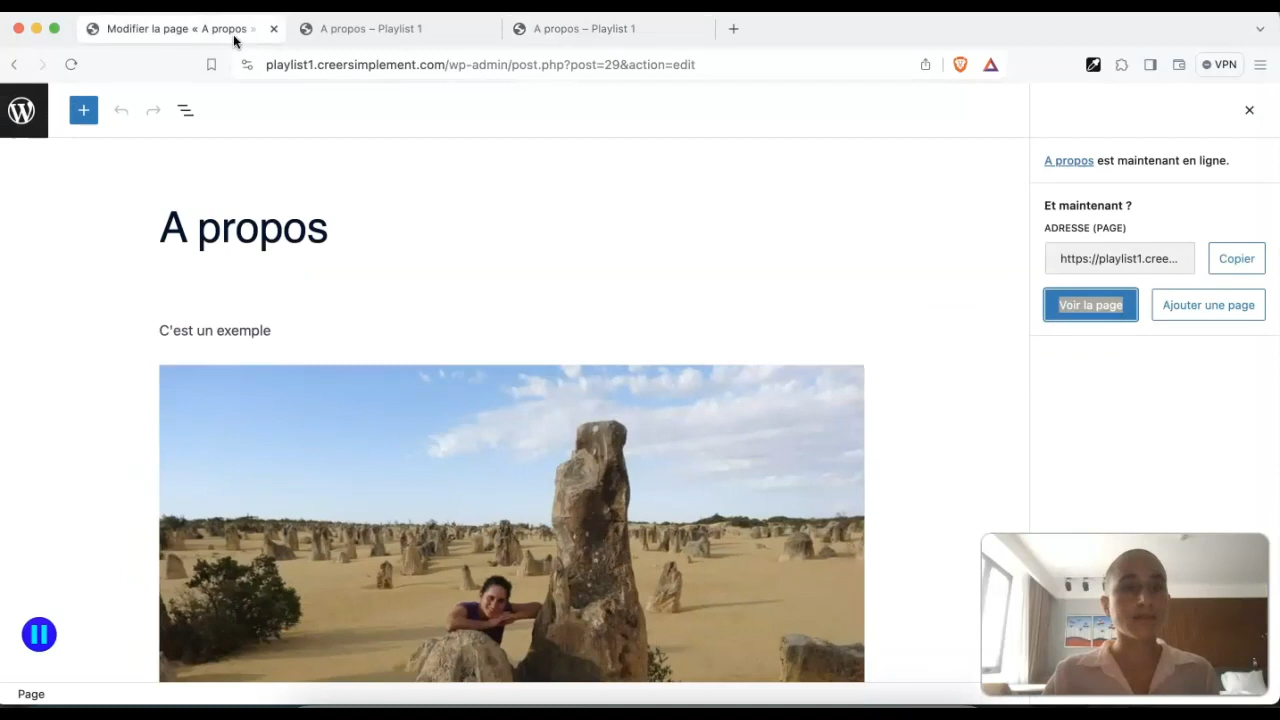 Modifier la page « A propos »
A propos – Playlist 1
A propos – Playlist 1
playlist1.creersimplement.com/wp-admin/post.php?post=29&action=edit
VPN
A propos est maintenant en ligne.
Et maintenant ?
ADRESSE (PAGE)
https://playlist1.cree...
Copier
Voir la page
Ajouter une page
A propos
C'est un exemple
Page